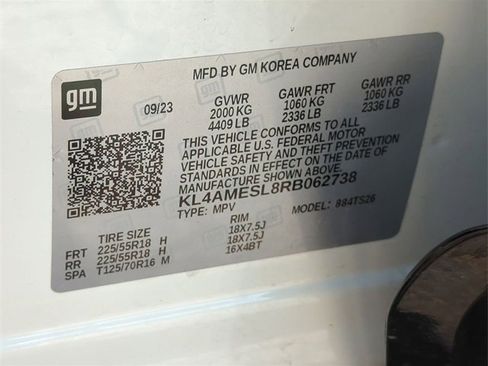 MFD BY GM KOREA COMPANY
gm
09/23 GVWR GAWR FRT GAWR RR
2000 KG 1060 KG 1060 KG
4409 LB 2336 LB 2336 LB
THIS VEHICLE CONFORMS TO ALL
APPLICABLE U.S. FEDERAL MOTOR
VEHICLE SAFETY AND THEFT PREVENTION
STANDARDS IN EFFECT ON THE DATE OF
MANUFACTURE SHOWN ABOVE.
KL4AMESL8RB062738
TYPE: MPV MODEL: 884TS26
TIRE SIZE RIM
FRT 225/55R18 H 18X7.5J
RR 225/55R18 H 18X7.5J
SPA T125/70R16 M 16X4BT